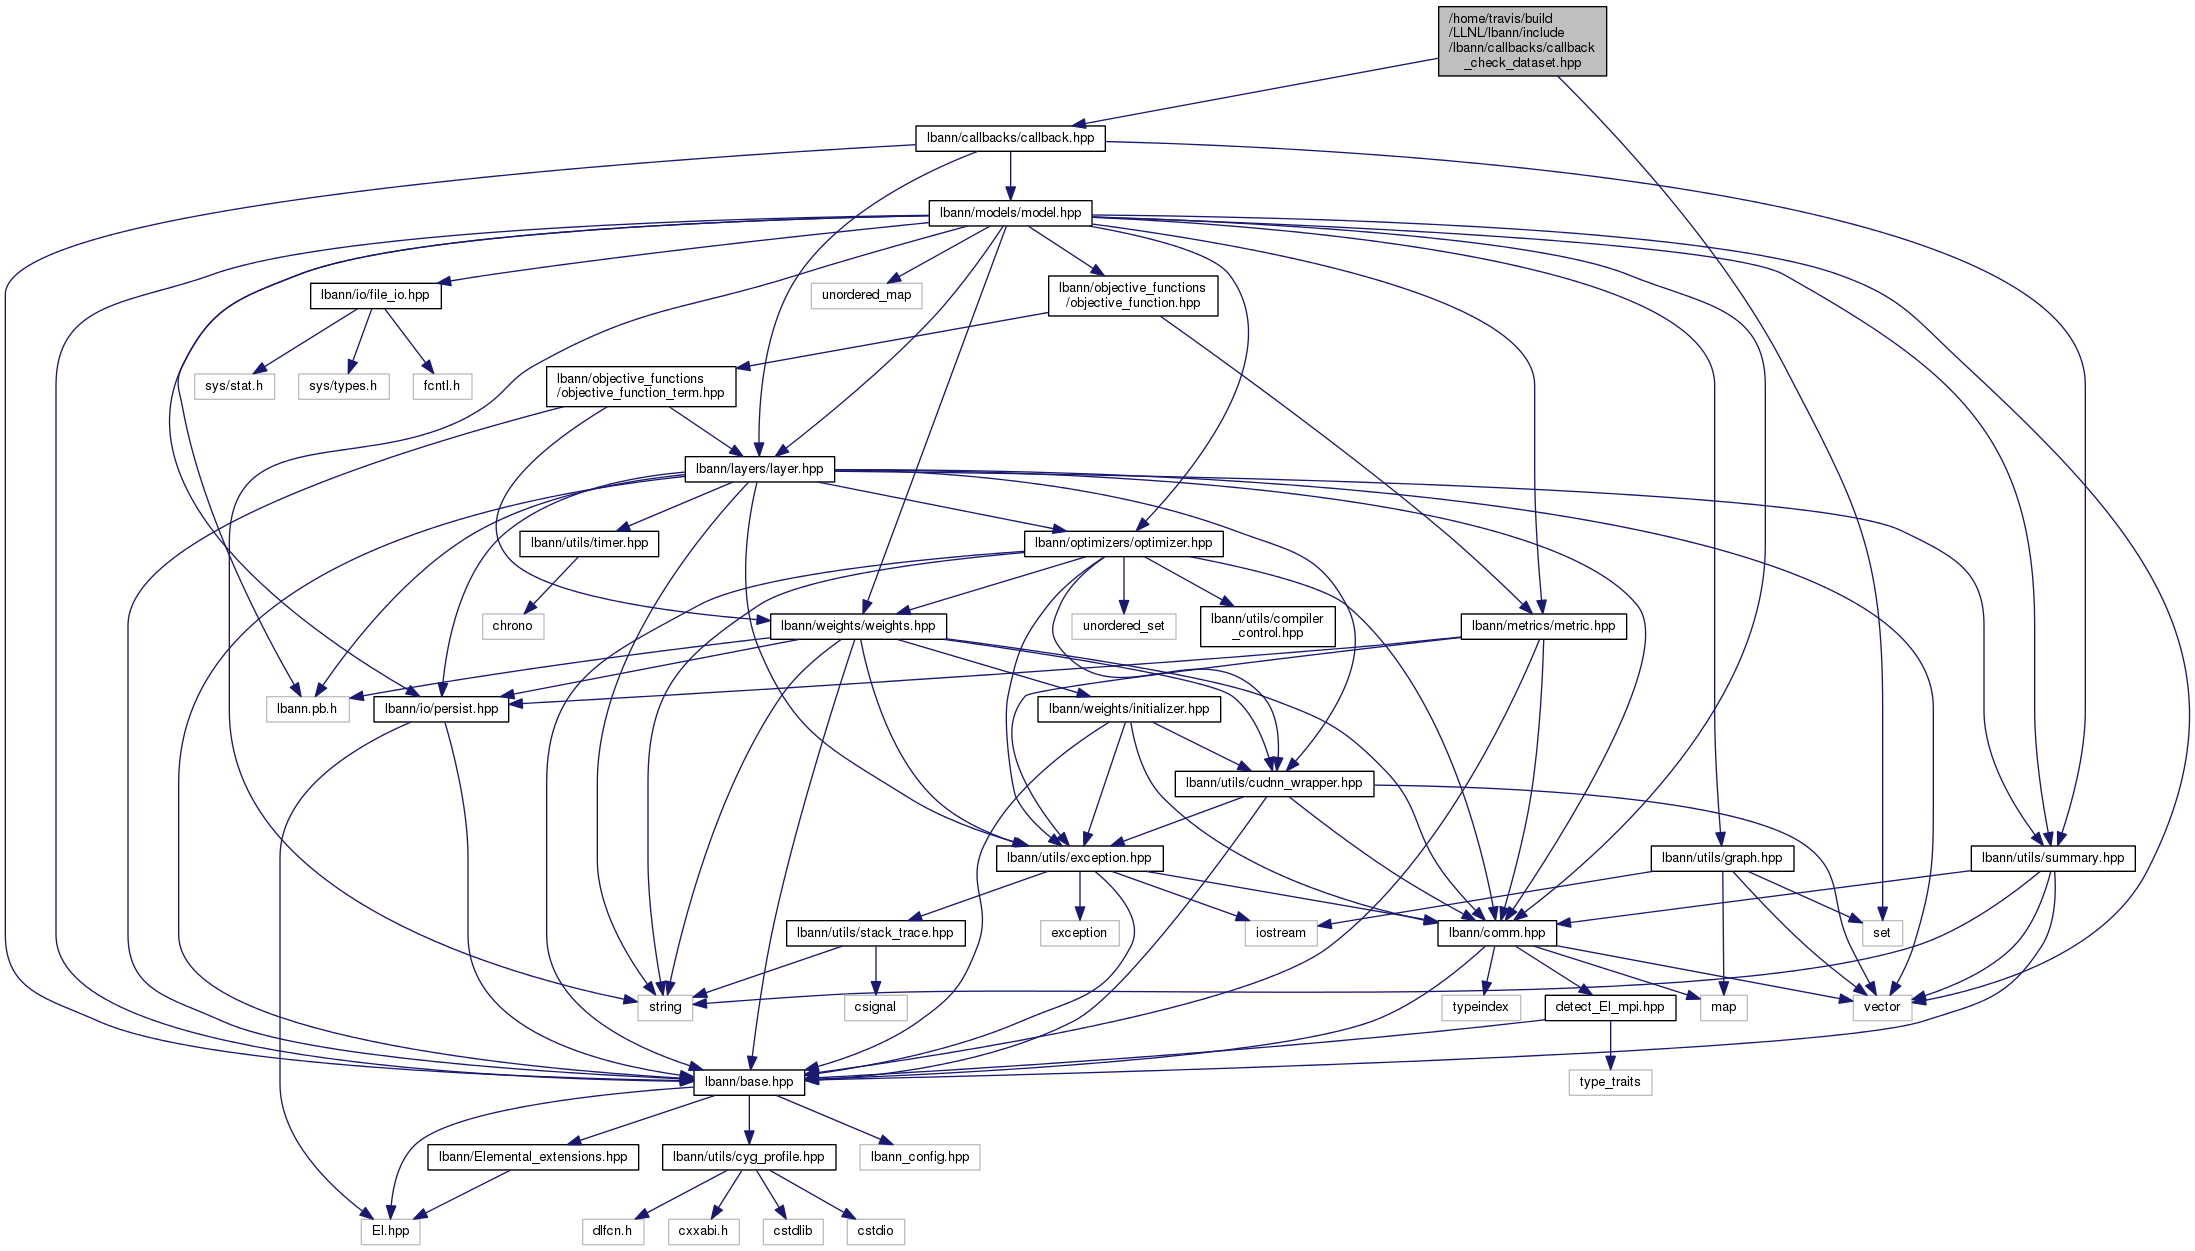 /home/travis/build
/LLNL/lbann/include
/lbann/callbacks/callback
_check_dataset.hpp
lbann/callbacks/callback.hpp
lbann/models/model.hpp
lbann/io/file_io.hpp
unordered_map
lbann/objective_functions
/objective_function.hpp
sys/stat.h
sys/types.h
fcntl.h
lbann/objective_functions
/objective_function_term.hpp
lbann/layers/layer.hpp
lbann/utils/timer.hpp
lbann/optimizers/optimizer.hpp
chrono
lbann/weights/weights.hpp
unordered_set
lbann/utils/compiler
_control.hpp
lbann/metrics/metric.hpp
lbann.pb.h
lbann/io/persist.hpp
lbann/weights/initializer.hpp
lbann/utils/cudnn_wrapper.hpp
lbann/utils/exception.hpp
lbann/utils/graph.hpp
lbann/utils/summary.hpp
lbann/utils/stack_trace.hpp
exception
iostream
lbann/comm.hpp
set
string
csignal
typeindex
detect_El_mpi.hpp
map
vector
lbann/base.hpp
type_traits
lbann/Elemental_extensions.hpp
lbann/utils/cyg_profile.hpp
lbann_config.hpp
El.hpp
dlfcn.h
cxxabi.h
cstdlib
cstdio